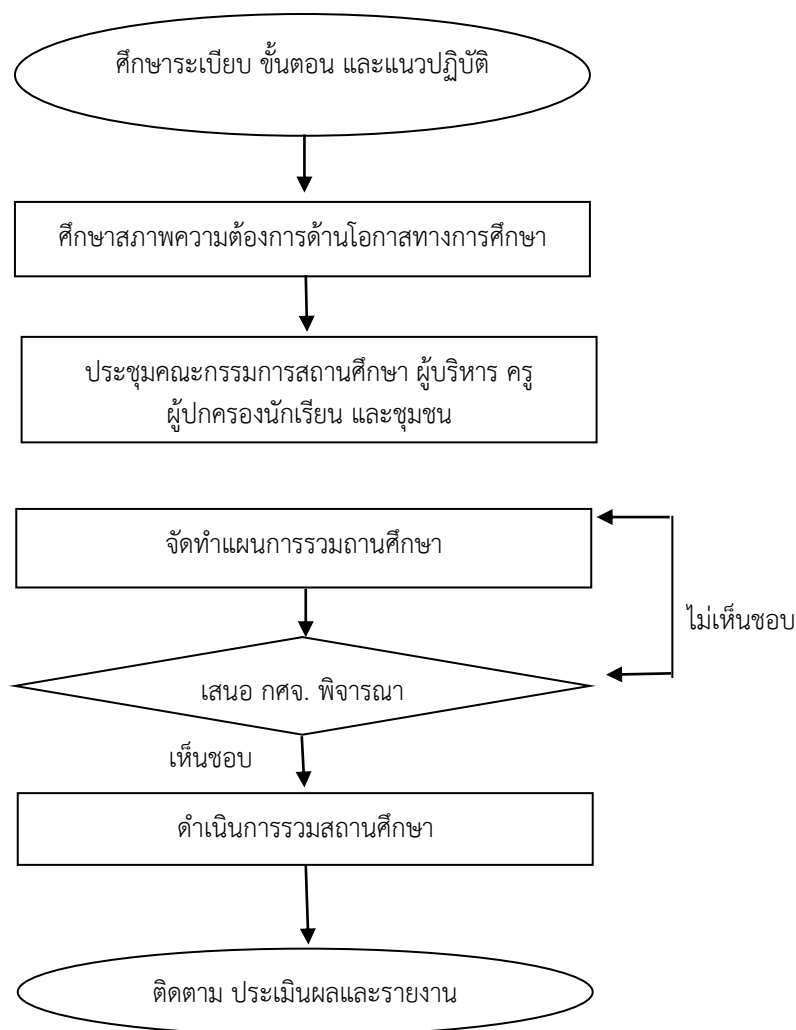 ศึกษาระเบียบ ขั้นตอน และแนวปฏิบัติ
ศึกษาสภาพความต้องการด้านโอกาสทางการศึกษา
ประชุมคณะกรรมการสถานศึกษา ผู้บริหาร ครู
ผู้ปกครองนักเรียน และชุมชน
จัดทำแผนการรวมถานศึกษา
ไม่เห็นชอบ
เสนอ กศจ. พิจารณา
เห็นชอบ
ดำเนินการรวมสถานศึกษา
ติดตาม ประเมินผลและรายงาน